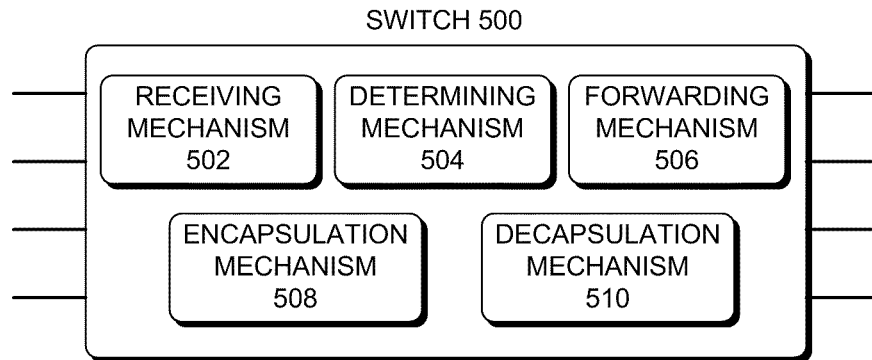 SWITCH 500
RECEIVING
MECHANISM
502
DETERMINING
MECHANISM
504
FORWARDING
MECHANISM
506
ENCAPSULATION
MECHANISM
508
DECAPSULATION
MECHANISM
510